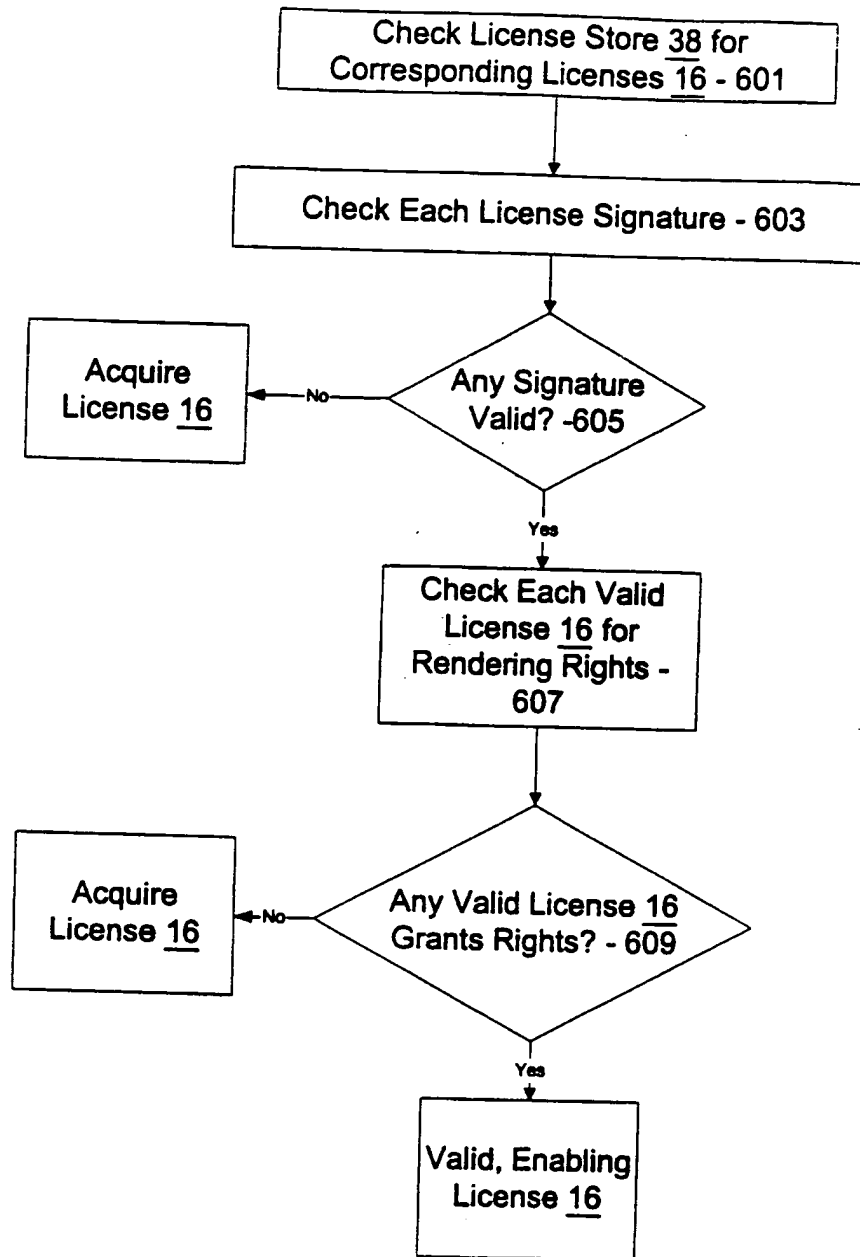 Check License Store 38 for
Corresponding Licenses 16 - 601
Check Each License Signature - 603
Acquire
License 16
No
Any Signature
Valid? -605
Yes
Check Each Valid
License 16 for
Rendering Rights -
607
Acquire
License 16
No
Any Valid License 16
Grants Rights? - 609
Yes
Valid, Enabling
License 16